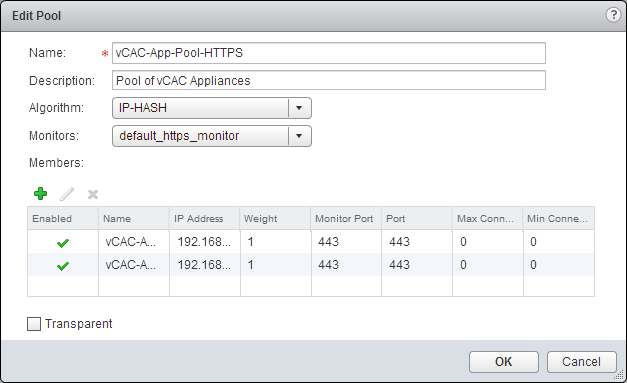 Edit Pool ?
Name: * vCAC-App-Pool-HTTPS
Description: Pool of vCAC Appliances
Algorithm: IP-HASH
Monitors: default_https_monitor
Members:
Enabled Name IP Address Weight Monitor Port Port Max Conn... Min Conne...
vCAC-A... 192.168... 1 443 443 0 0
vCAC-A... 192.168... 1 443 443 0 0
Transparent
OK Cancel